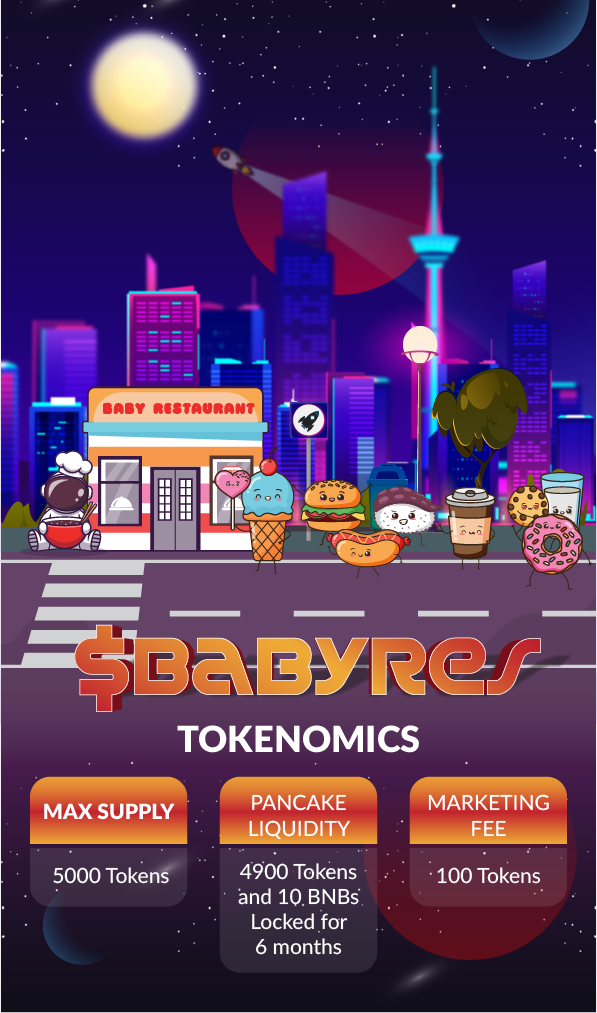 BABY RESTAURANT
$BABYRes
TOKENOMICS
MAX SUPPLY
5000 Tokens
PANCAKE
LIQUIDITY
4900 Tokens
and 10 BNBs
Locked for
6 months
MARKETING
FEE
100 Tokens